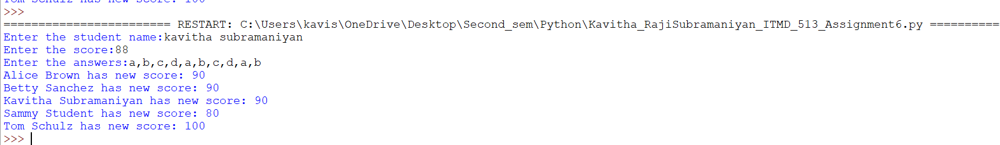 Tom Schulz has new score: 100
>>>
======================== RESTART: C:\Users\kavis\OneDrive\Desktop\Second_sem\Python\Kavitha_RajiSubramaniyan_ITMD_513_Assignment6.py ==========
Enter the student name:kavitha subramaniyan
Enter the score:88
Enter the answers:a,b,c,d,a,b,c,d,a,b
Alice Brown has new score: 90
Betty Sanchez has new score: 90
Kavitha Subramaniyan has new score: 90
Sammy Student has new score: 80
Tom Schulz has new score: 100
>>>